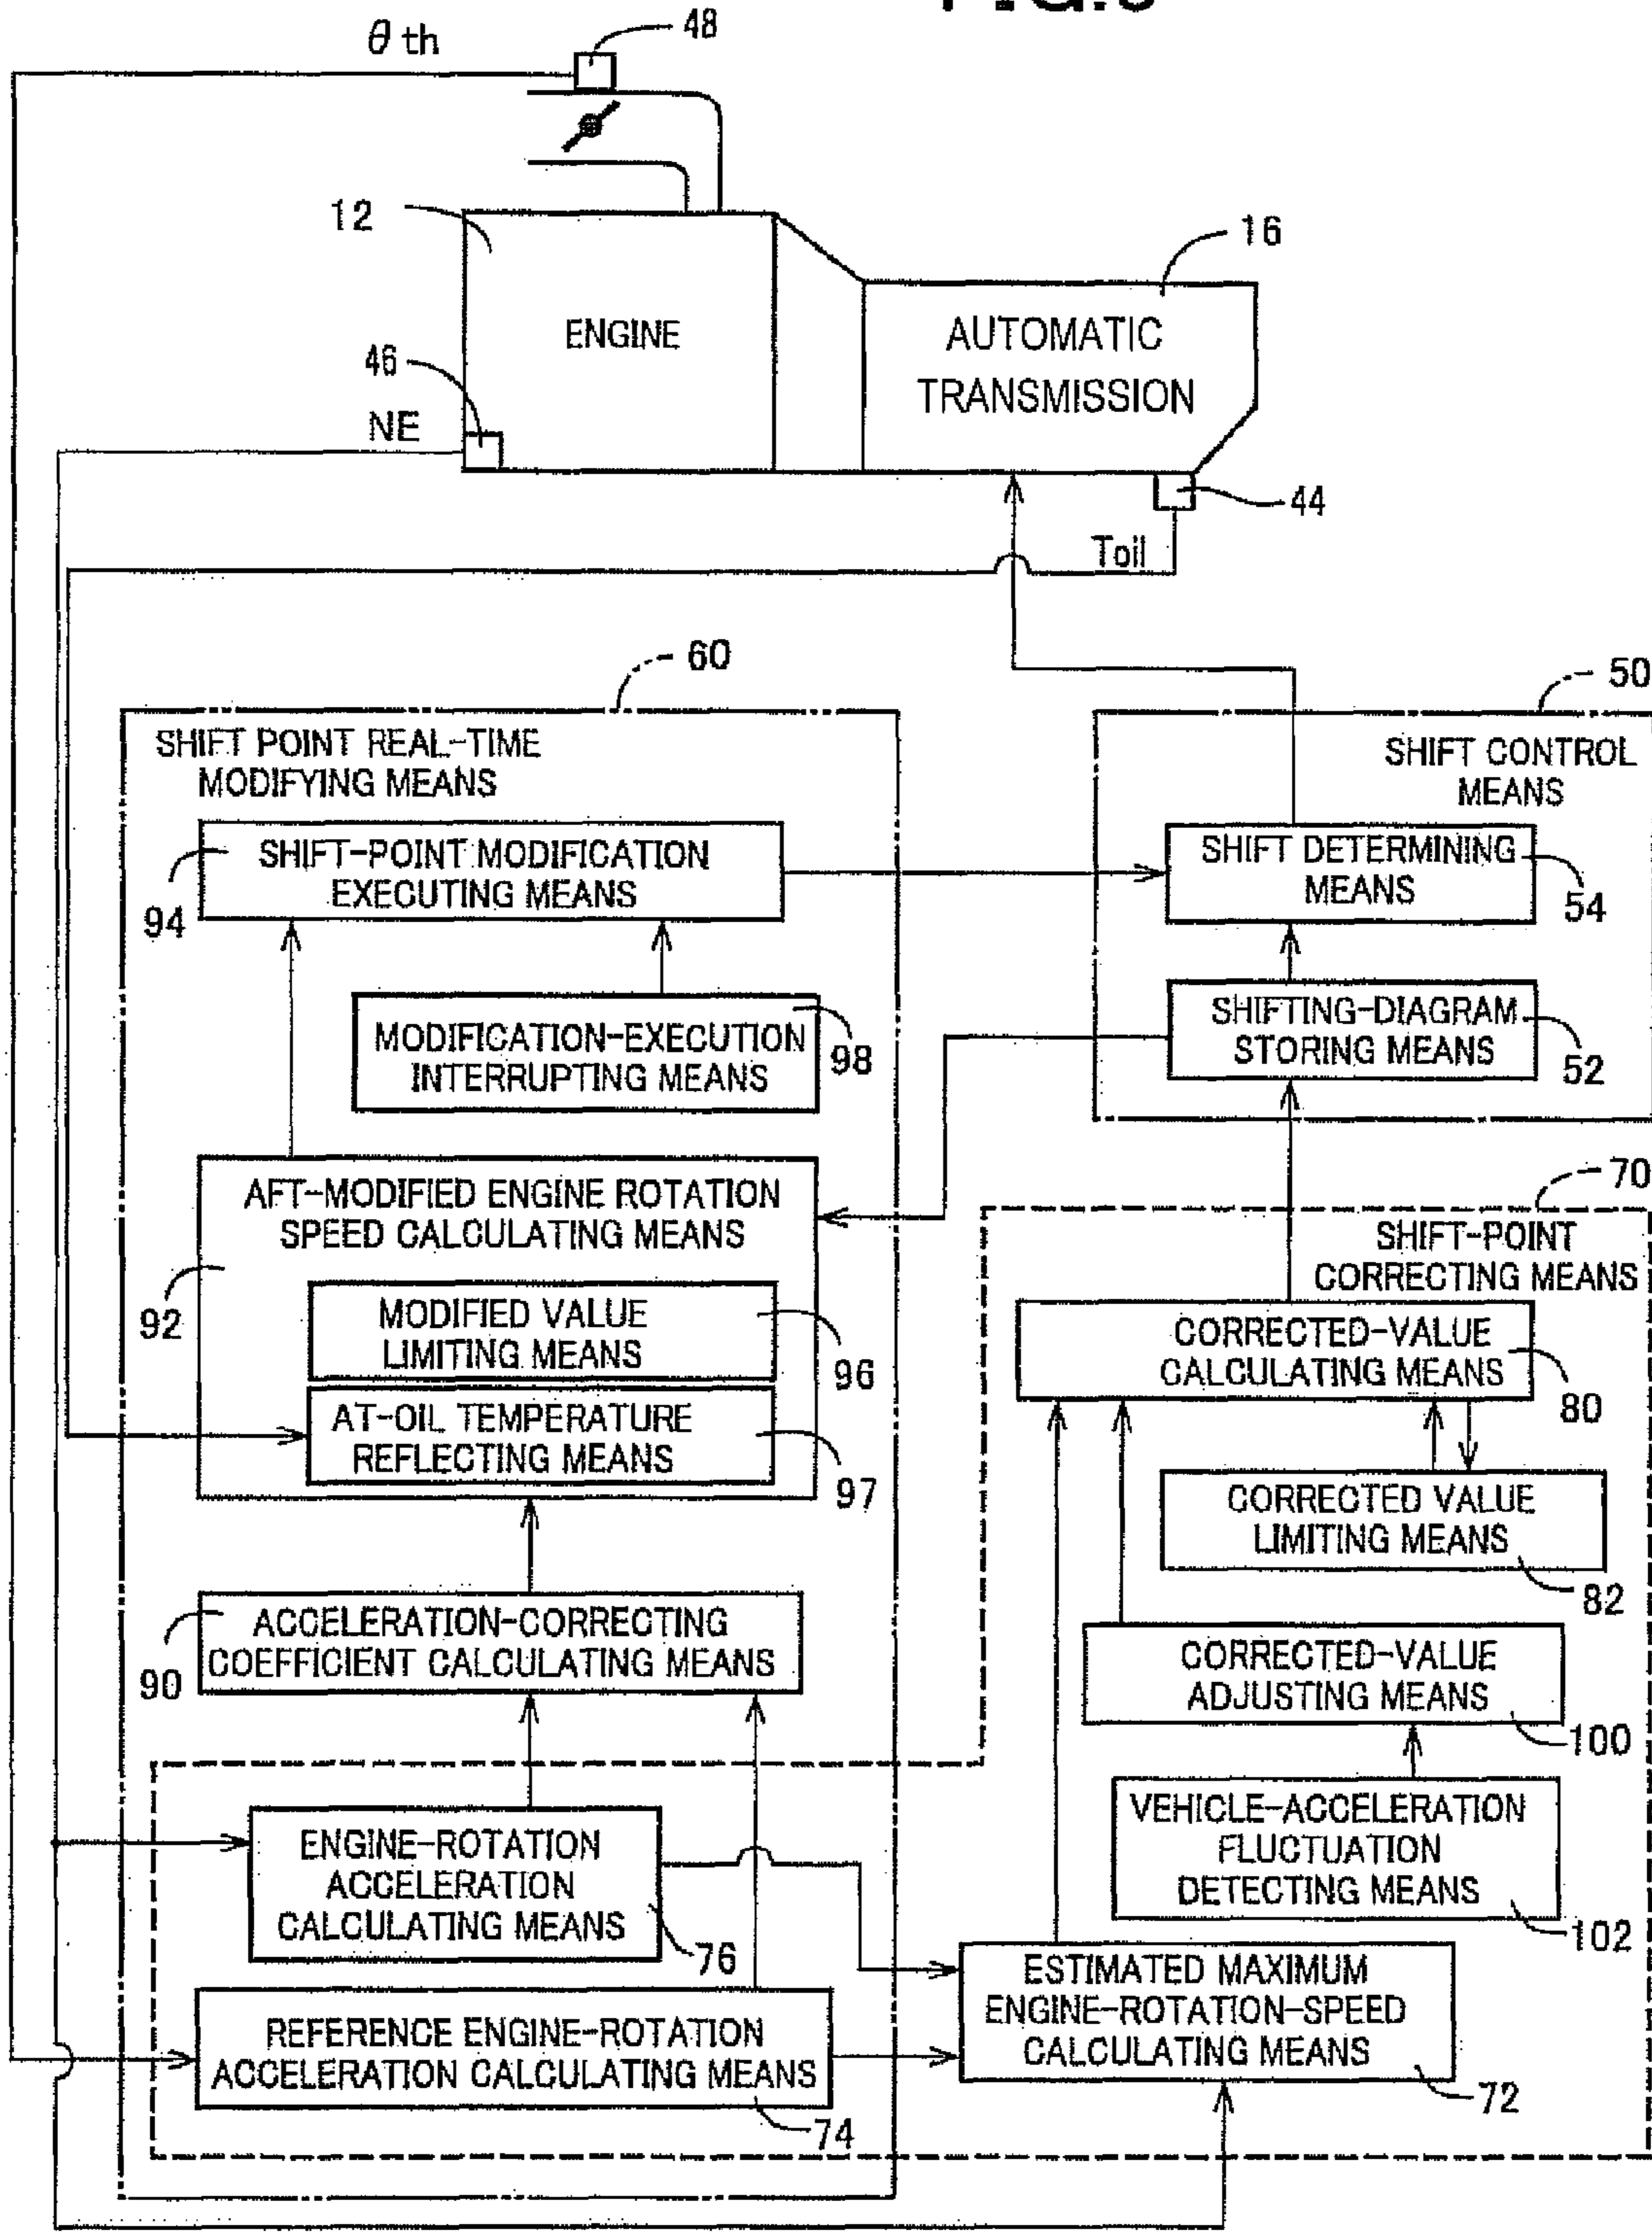 θth
48
12
16
ENGINE
AUTOMATIC
TRANSMISSION
46
NE
44
Toil
60
50
SHIFT POINT REAL-TIME
MODIFYING MEANS
SHIFT CONTROL
MEANS
SHIFT-POINT MODIFICATION
EXECUTING MEANS
94
SHIFT DETERMINING
MEANS
54
MODIFICATION-EXECUTION
INTERRUPTING MEANS
98
SHIFTING-DIAGRAM
STORING MEANS
52
AFT-MODIFIED ENGINE ROTATION
SPEED CALCULATING MEANS
92
70
SHIFT-POINT
CORRECTING MEANS
MODIFIED VALUE
LIMITING MEANS
96
CORRECTED-VALUE
CALCULATING MEANS
80
AT-OIL TEMPERATURE
REFLECTING MEANS
97
CORRECTED VALUE
LIMITING MEANS
82
ACCELERATION-CORRECTING
COEFFICIENT CALCULATING MEANS
90
CORRECTED-VALUE
ADJUSTING MEANS
100
ENGINE-ROTATION
ACCELERATION
CALCULATING MEANS
76
VEHICLE-ACCELERATION
FLUCTUATION
DETECTING MEANS
102
ESTIMATED MAXIMUM
ENGINE-ROTATION-SPEED
CALCULATING MEANS
72
REFERENCE ENGINE-ROTATION
ACCELERATION CALCULATING MEANS
74